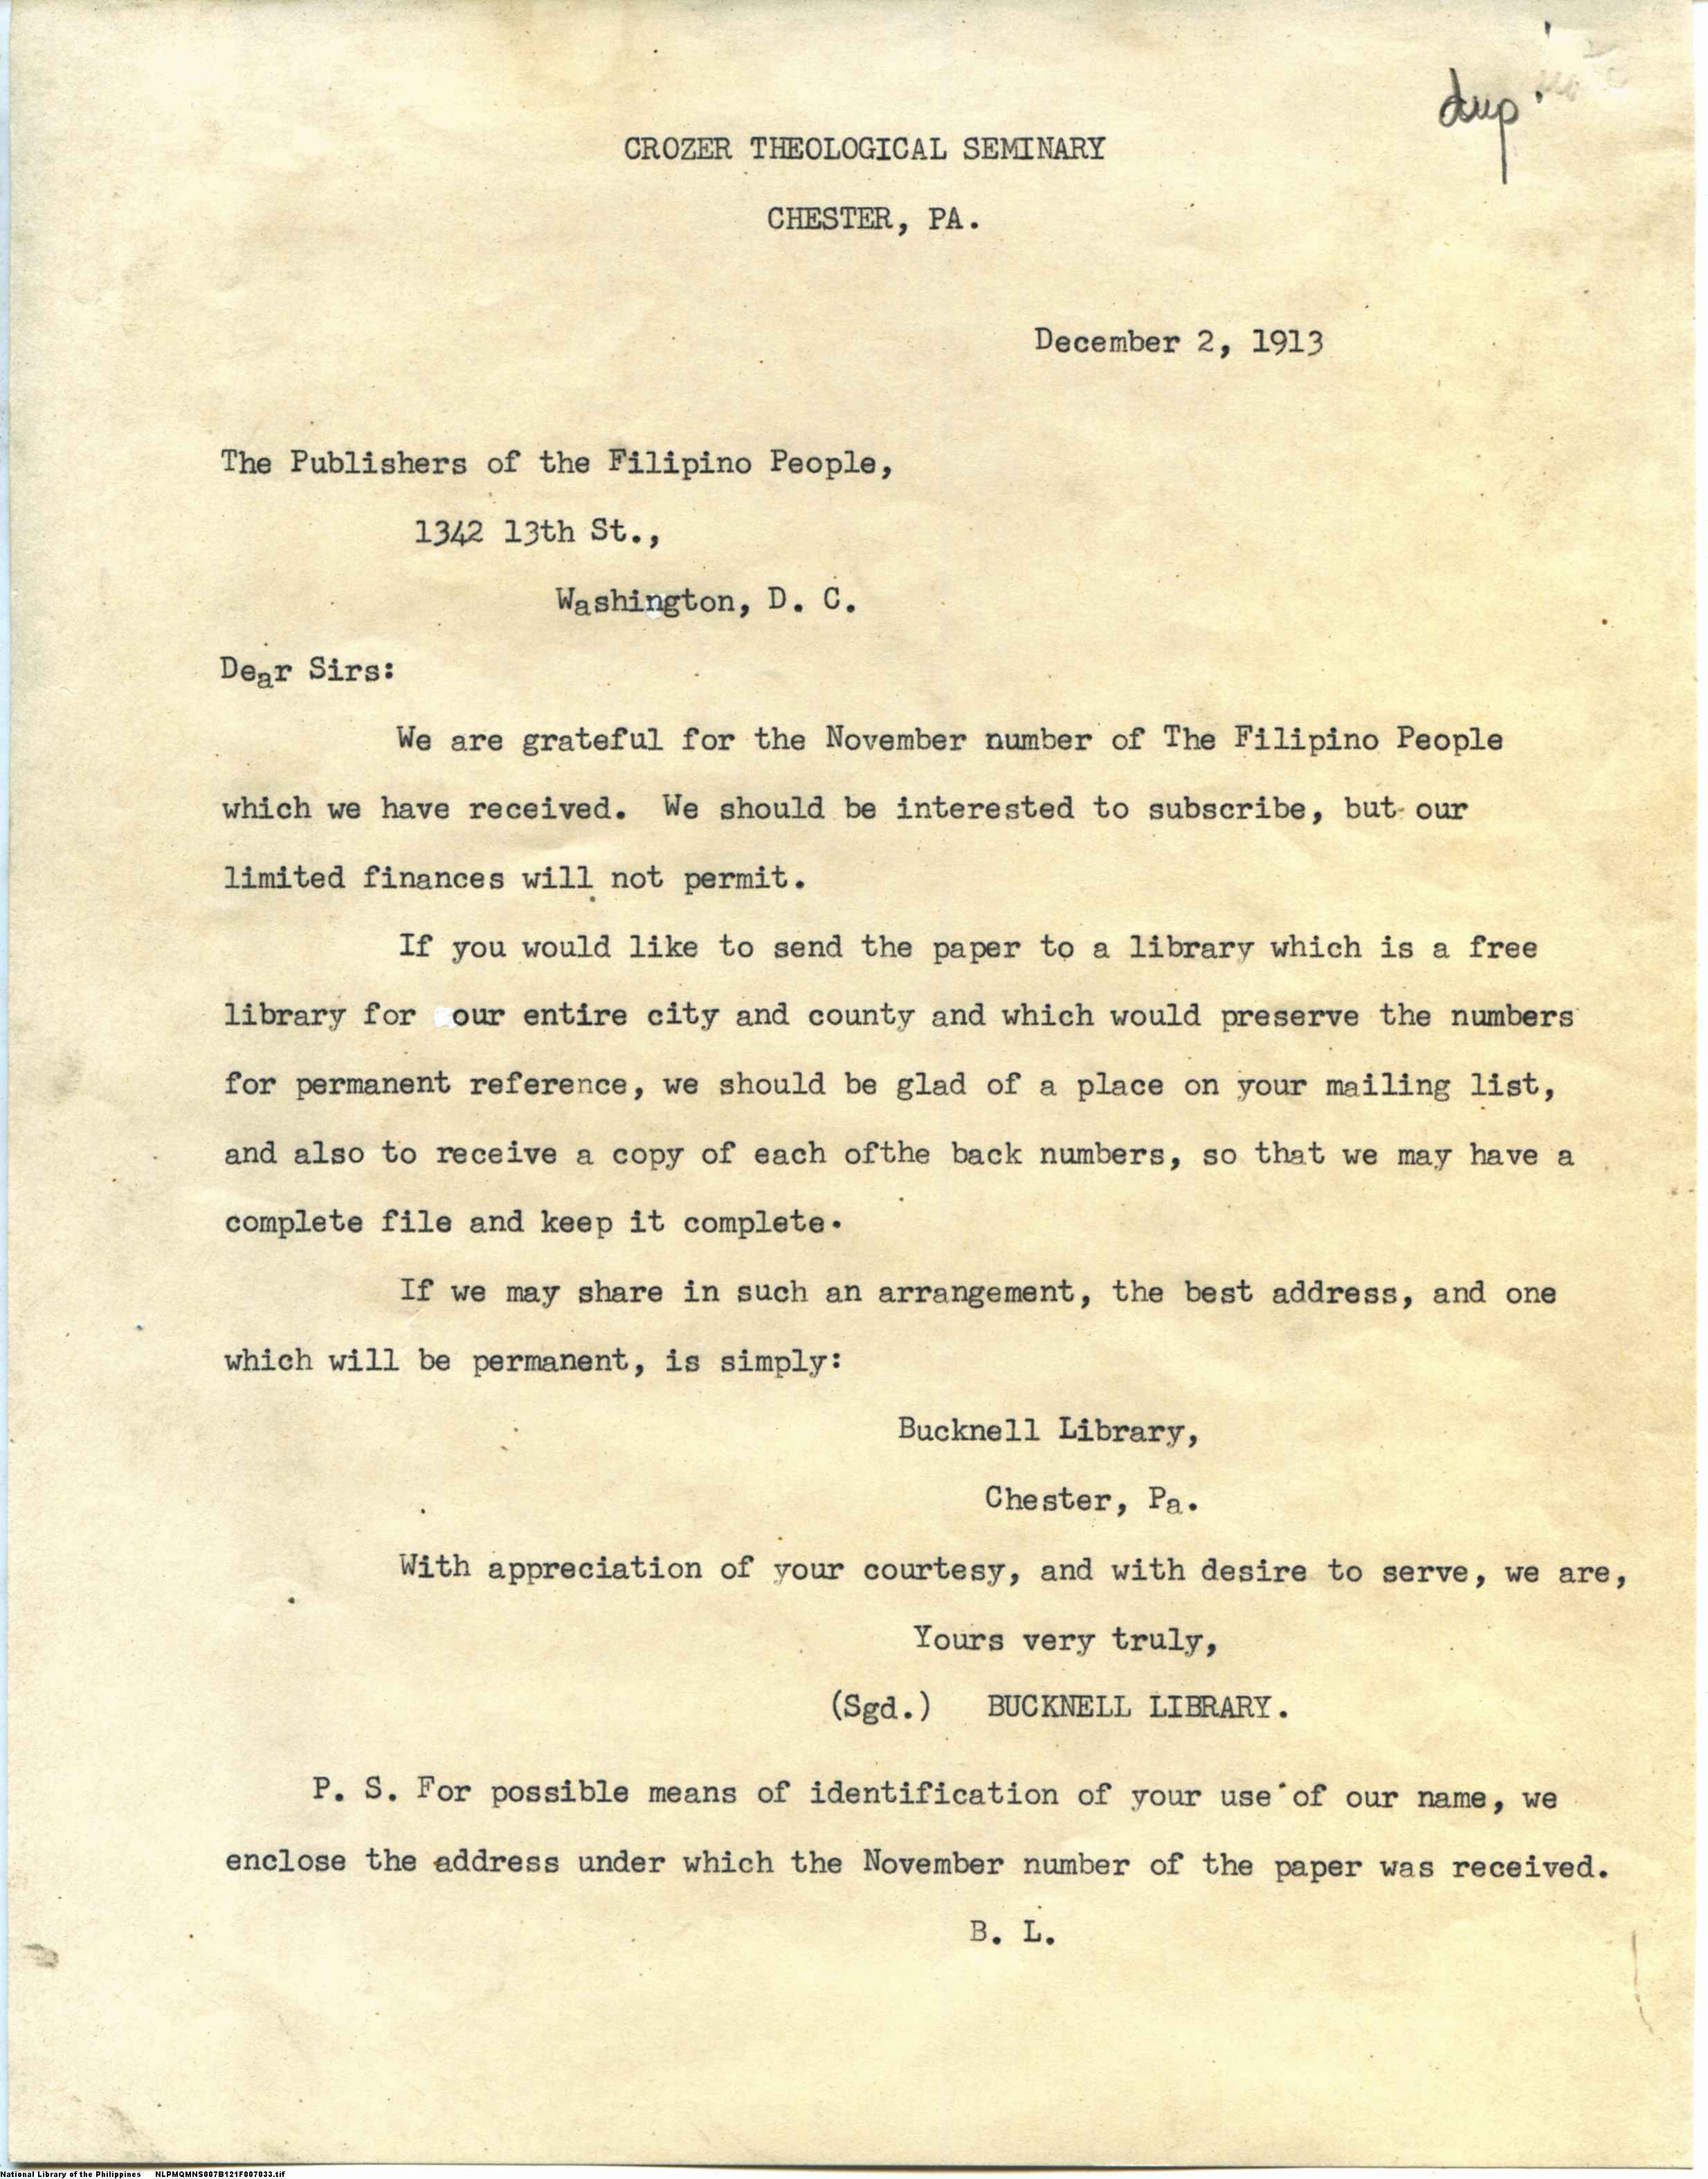 dup.
CROZER THEOLOGICAL SEMINARY
CHESTER, PA.
December 2, 1913
The Publishers of the Filipino People,
1342 13th St.,
Washington, D. C.
Dear Sirs:
We are grateful for the November number of The Filipino People
which we have received. We should be interested to subscribe, but our
limited finances will not permit.
If you would like to send the paper to a library which is a free
library for our entire city and county and which would preserve the numbers
for permanent reference, we should be glad of a place on your mailing list,
and also to receive a copy of each ofthe back numbers, so that we may have a
complete file and keep it complete.
If we may share in such an arrangement, the best address, and one
which will be permanent, is simply:
Bucknell Library,
Chester, Pa.
With appreciation of your courtesy, and with desire to serve, we are,
Yours very truly,
(Sgd.) BUCKNELL LIBRARY.
P. S. For possible means of identification of your use of our name, we
enclose the address under which the November number of the paper was received.
B. L.
National Library of the Philippines NLPMQMNS007B121F007033.tif